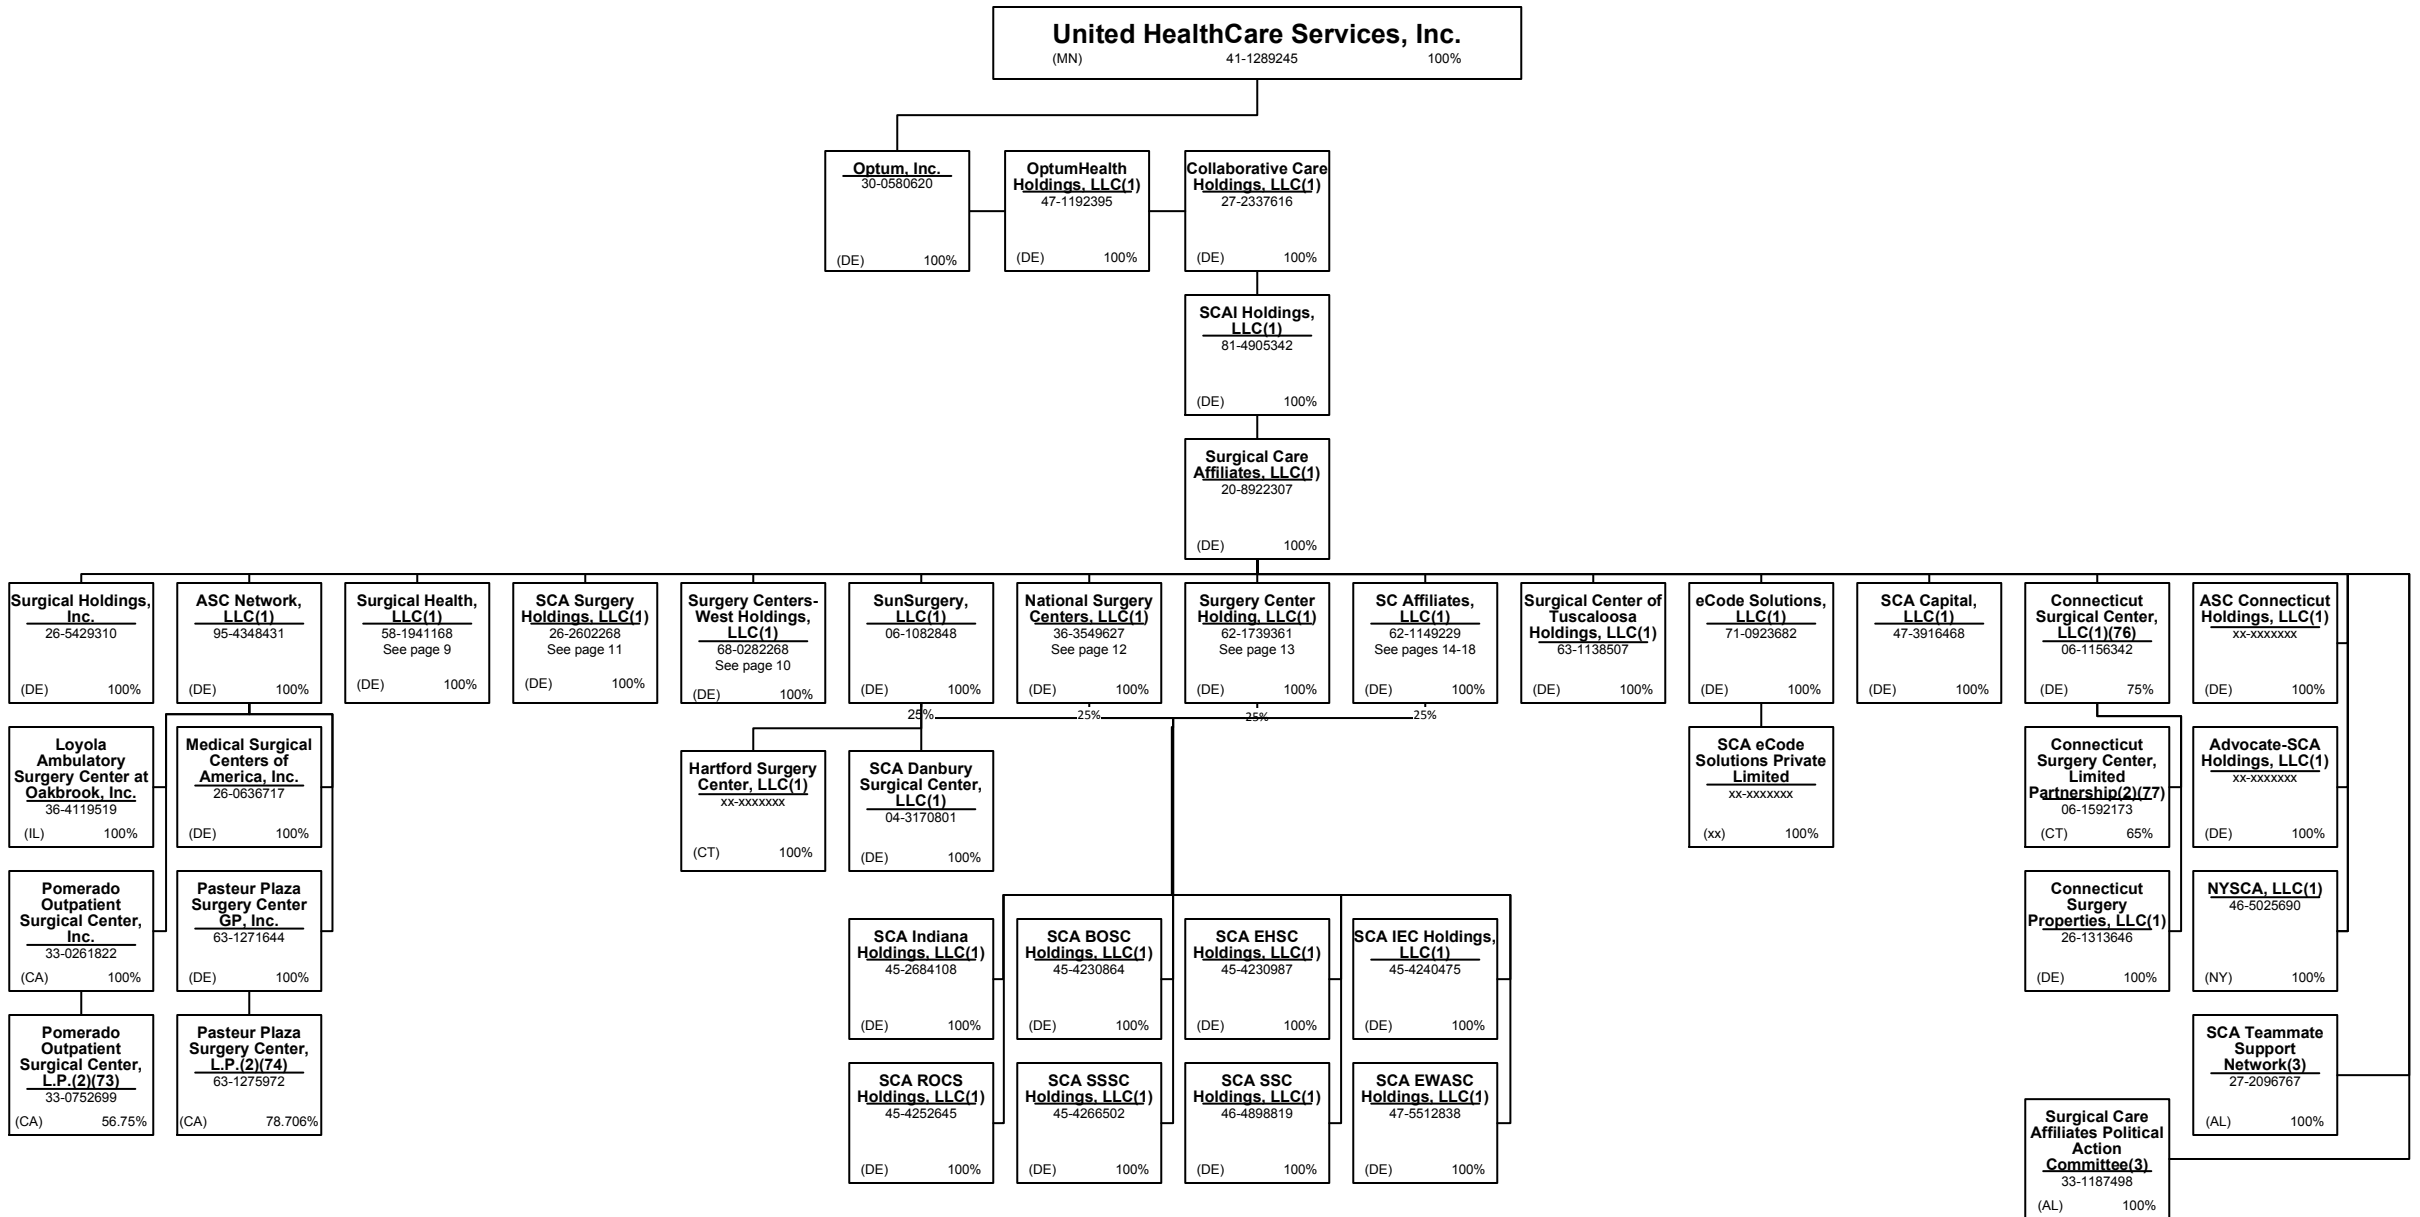 United HealthCare Services, Inc.
(MN) 41-1289245 100%
Optum, Inc.
30-0580620
(DE) 100%
OptumHealth
Holdings, LLC(1)
47-1192395
(DE) 100%
Collaborative Care
Holdings, LLC(1)
27-2337616
(DE) 100%
SCAI Holdings,
LLC(1)
81-4905342
(DE) 100%
Surgical Care
Affiliates, LLC(1)
20-8922307
(DE) 100%
Surgical Holdings,
Inc.
26-5429310
(DE) 100%
ASC Network,
LLC(1)
95-4348431
(DE) 100%
Surgical Health,
LLC(1)
58-1941168
See page 9
(DE) 100%
SCA Surgery
Holdings, LLC(1)
26-2602268
See page 11
(DE) 100%
Surgery Centers-
West Holdings,
LLC(1)
68-0282268
See page 10
(DE) 100%
SunSurgery,
LLC(1)
06-1082848
(DE) 100%
National Surgery
Centers, LLC(1)
36-3549627
See page 12
(DE) 100%
Surgery Center
Holding, LLC(1)
62-1739361
See page 13
(DE) 100%
SC Affiliates,
LLC(1)
62-1149229
See pages 14-18
(DE) 100%
Surgical Center of
Tuscaloosa
Holdings, LLC(1)
63-1138507
(DE) 100%
eCode Solutions,
LLC(1)
71-0923682
(DE) 100%
SCA Capital,
LLC(1)
47-3916468
(DE) 100%
Connecticut
Surgical Center,
LLC(1)(76)
06-1156342
(DE) 75%
ASC Connecticut
Holdings, LLC(1)
xx-xxxxxxx
(DE) 100%
25% 25% 25% 25%
Loyola
Ambulatory
Surgery Center at
Oakbrook, Inc.
36-4119519
(IL) 100%
Medical Surgical
Centers of
America, Inc.
26-0636717
(DE) 100%
Hartford Surgery
Center, LLC(1)
xx-xxxxxxx
(CT) 100%
SCA Danbury
Surgical Center,
LLC(1)
04-3170801
(DE) 100%
SCA eCode
Solutions Private
Limited
xx-xxxxxxx
(xx) 100%
Connecticut
Surgery Center,
Limited
Partnership(2)(77)
06-1592173
(CT) 65%
Advocate-SCA
Holdings, LLC(1)
xx-xxxxxxx
(DE) 100%
Pomerado
Outpatient
Surgical Center,
Inc.
33-0261822
(CA) 100%
Pasteur Plaza
Surgery Center
GP, Inc.
63-1271644
(DE) 100%
SCA Indiana
Holdings, LLC(1)
45-2684108
(DE) 100%
SCA BOSC
Holdings, LLC(1)
45-4230864
(DE) 100%
SCA EHSC
Holdings, LLC(1)
45-4230987
(DE) 100%
SCA IEC Holdings,
LLC(1)
45-4240475
(DE) 100%
Connecticut
Surgery
Properties, LLC(1)
26-1313646
(DE) 100%
NYSCA, LLC(1)
46-5025690
(NY) 100%
Pomerado
Outpatient
Surgical Center,
L.P.(2)(73)
33-0752699
(CA) 56.75%
Pasteur Plaza
Surgery Center,
L.P.(2)(74)
63-1275972
(CA) 78.706%
SCA ROCS
Holdings, LLC(1)
45-4252645
(DE) 100%
SCA SSSC
Holdings, LLC(1)
45-4266502
(DE) 100%
SCA SSC
Holdings, LLC(1)
46-4898819
(DE) 100%
SCA EWASC
Holdings, LLC(1)
47-5512838
(DE) 100%
SCA Teammate
Support
Network(3)
27-2096767
(AL) 100%
Surgical Care
Affiliates Political
Action
Committee(3)
33-1187498
(AL) 100%